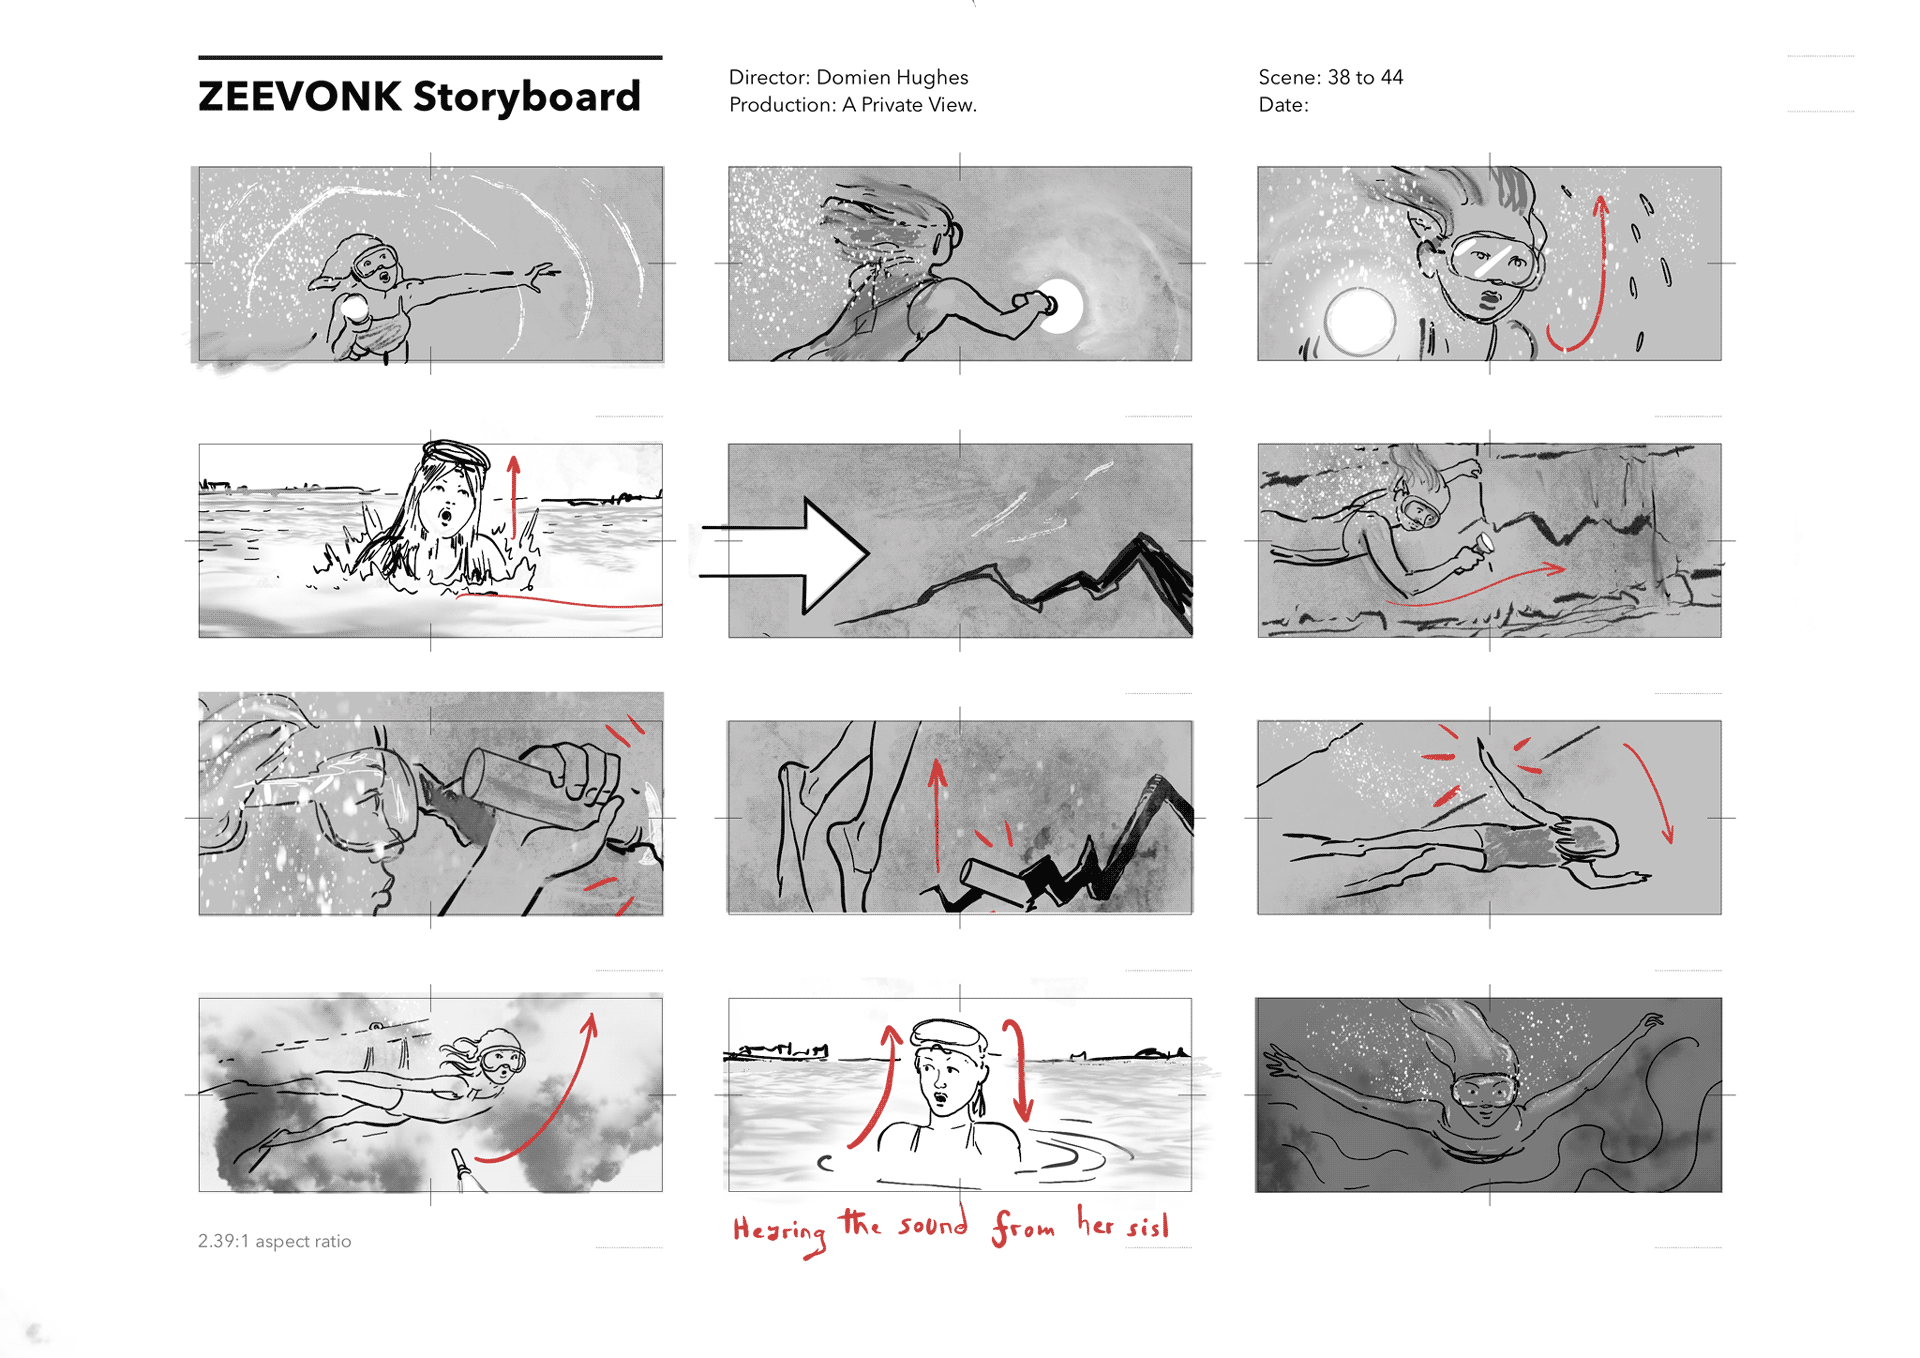 ZEEVONK Storyboard
Director: Domien Hughes
Production: A Private View.
Scene: 38 to 44
Date:
Hearing the sound from her sisl
2.39:1 aspect ratio